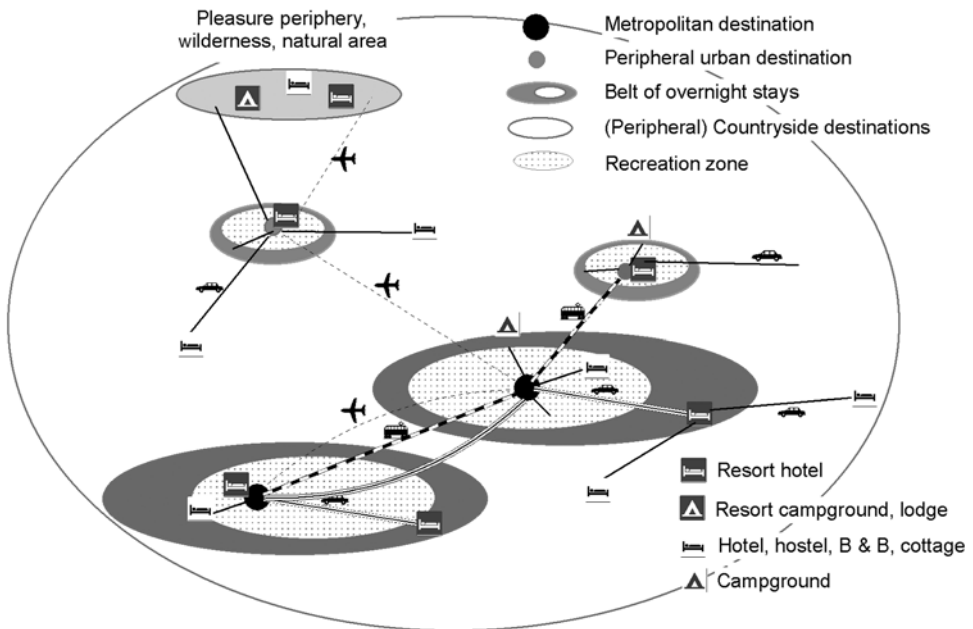 Pleasure periphery,
wilderness, natural area
Metropolitan destination
Peripheral urban destination
Belt of overnight stays
(Peripheral) Countryside destinations
Recreation zone
Resort hotel
Resort campground, lodge
Hotel, hostel, B & B, cottage
Campground